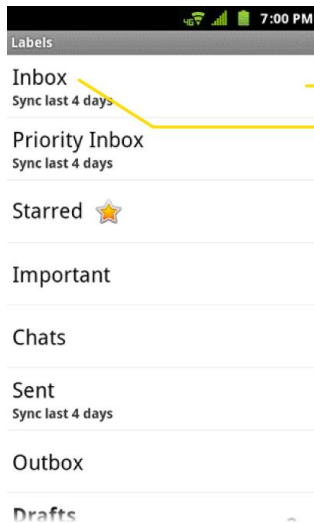 4G 7:00 PM
Labels
Inbox
Sync last 4 days
Priority Inbox
Sync last 4 days
Starred
Important
Chats
Sent
Sync last 4 days
Outbox
Drafts